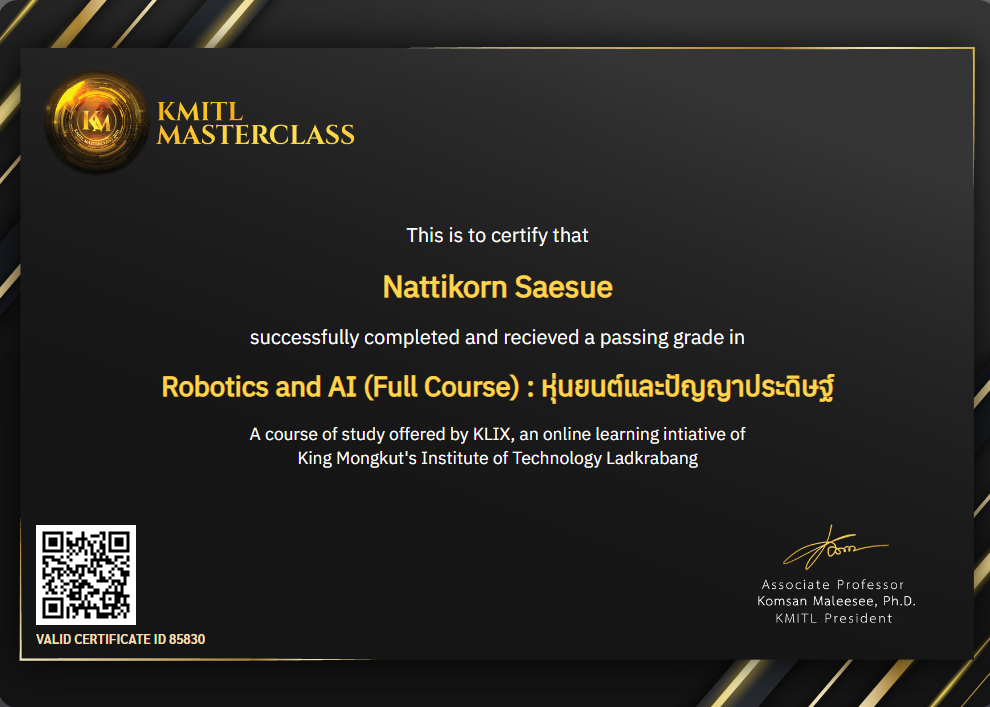 KMITL
MASTERCLASS
This is to certify that
Nattikorn Saesue
successfully completed and recieved a passing grade in
Robotics and AI (Full Course) : หุ่นยนต์และปัญญาประดิษฐ์
A course of study offered by KLIX, an online learning intiative of
King Mongkut's Institute of Technology Ladkrabang
Associate Professor
Komsan Maleesee, Ph.D.
KMITL President
VALID CERTIFICATE ID 85830